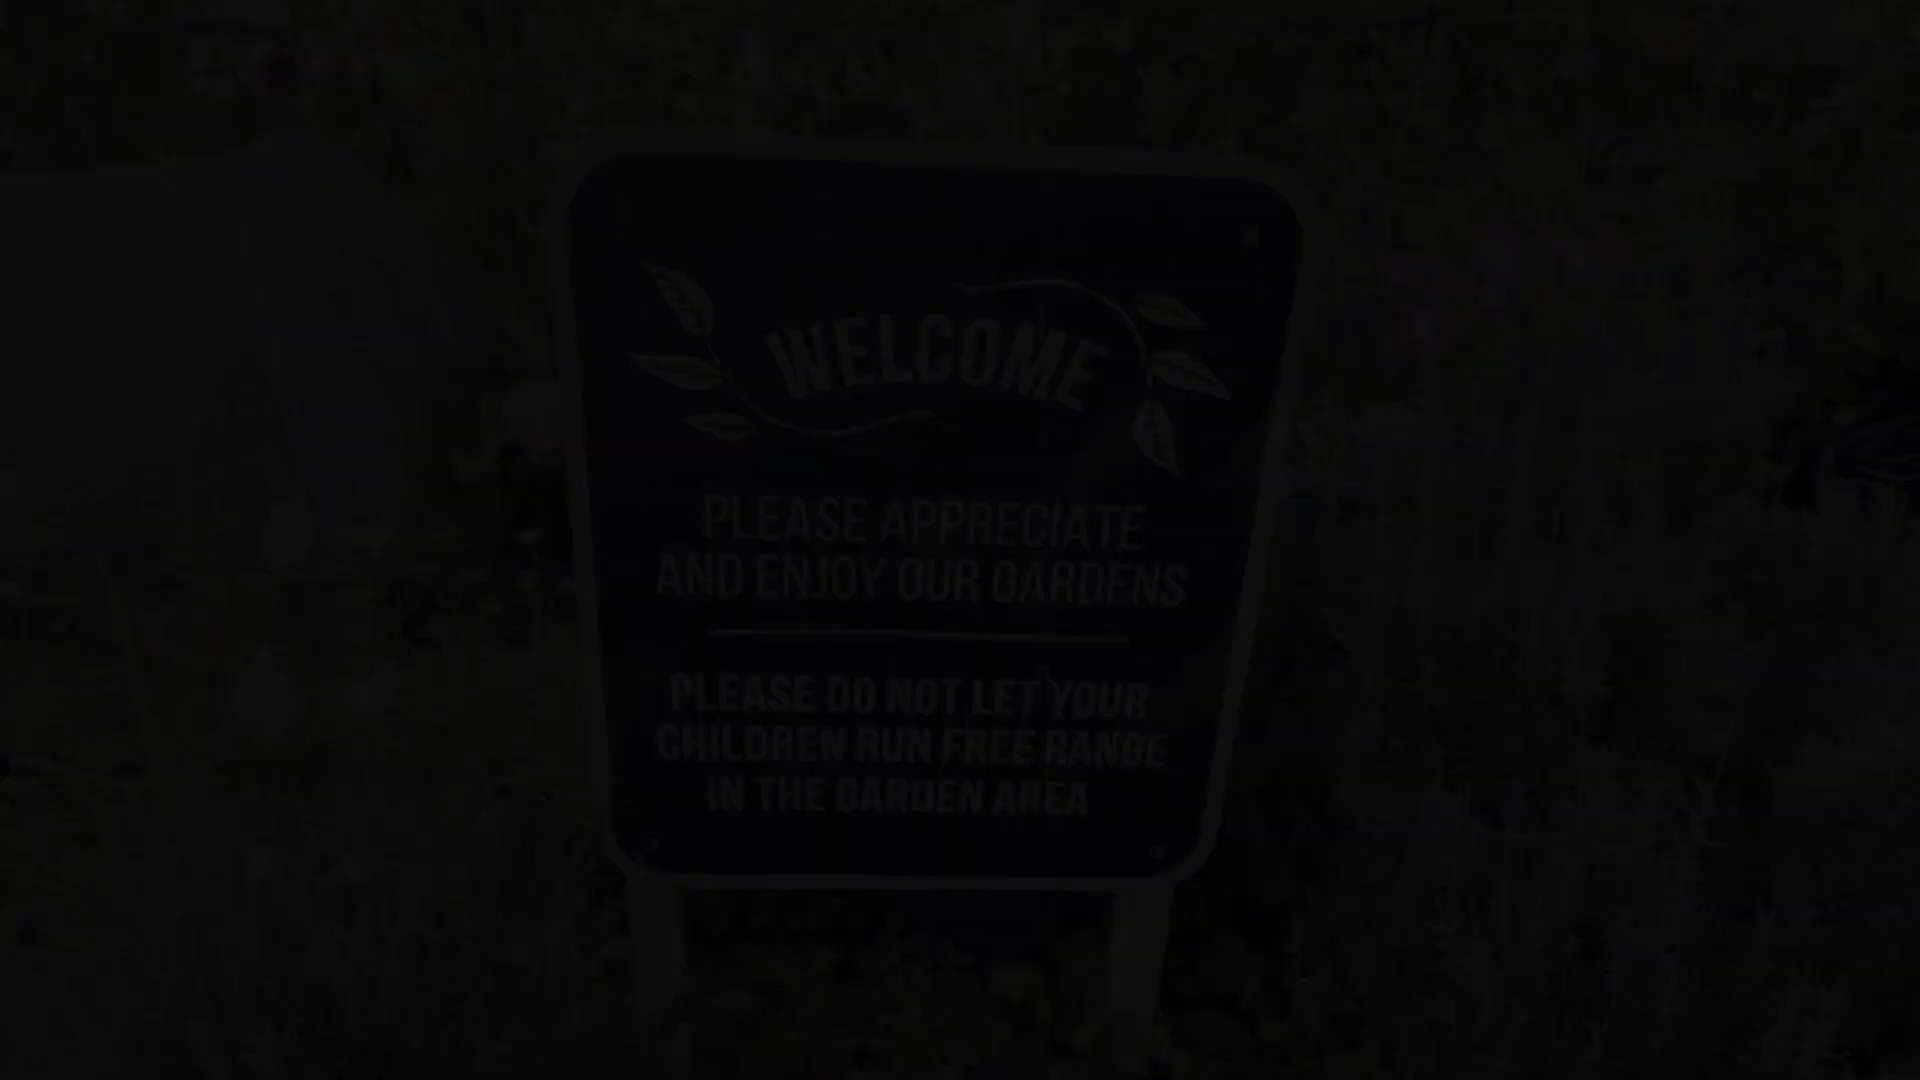 WELCOME
PLEASE APPRECIATE
AND ENJOY OUR GARDENS
PLEASE DO NOT LET YOUR
CHILDREN RUN FREE RANGE
IN THE GARDEN AREA